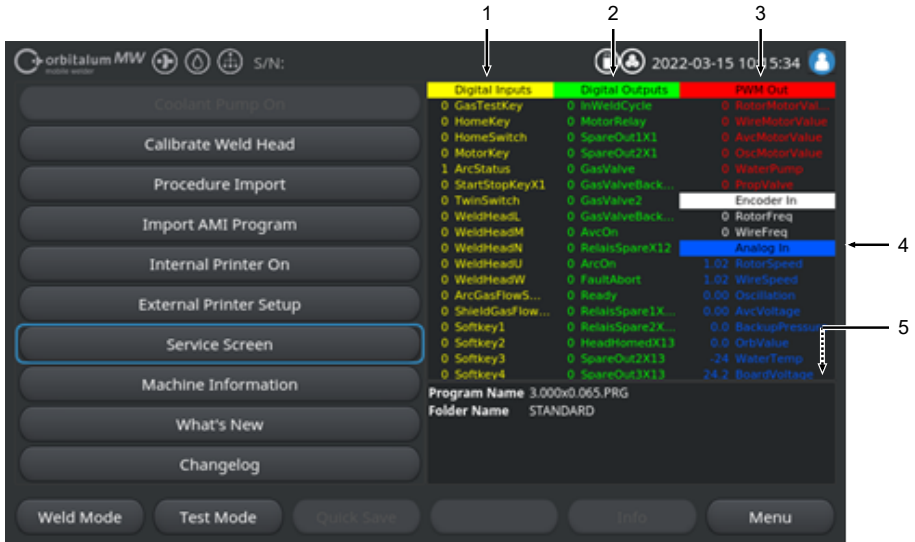 1 2 3
orbitalum MW S/N: 2022-03-15 10:15:34
mobile welder
Coolant Pump On
Calibrate Weld Head
Procedure Import
Import AMI Program
Internal Printer On
External Printer Setup
Service Screen
Machine Information
What's New
Changelog
Digital Inputs
0 GasTestKey
0 HomeKey
0 HomeSwitch
0 MotorKey
1 ArcStatus
0 StartStopKeyX1
0 TwinSwitch
0 WeldHeadL
0 WeldHeadM
0 WeldHeadN
0 WeldHeadU
0 WeldHeadW
0 ArcGasFlowS...
0 ShieldGasFlow...
0 Softkey1
0 Softkey2
0 Softkey3
0 Softkey4
Digital Outputs
0 InWeldCycle
0 MotorRelay
0 SpareOut1X1
0 SpareOut2X1
0 GasValve
0 GasValveBack...
0 GasValve2
0 GasValveBack...
0 AvcOn
0 RelaisSpareX12
0 ArcOn
0 FaultAbort
0 Ready
0 RelaisSpare1X...
0 RelaisSpare2X...
0 HeadHomedX13
0 SpareOut2X13
0 SpareOut3X13
PWM Out
0 RotorMotorVal...
0 WireMotorValue
0 AvcMotorValue
0 OscMotorValue
0 WaterPump
0 PropValve
Encoder In
0 RotorFreq
0 WireFreq
Analog In
1.02 RotorSpeed
1.02 WireSpeed
0.00 Oscillation
0.00 AvcVoltage
0.0 BackupPressure
0.0 OrbValue
-24 WaterTemp
24.2 BoardVoltage
4
5
Program Name 3.000x0.065.PRG
Folder Name STANDARD
Weld Mode Test Mode Quick Save Info Menu